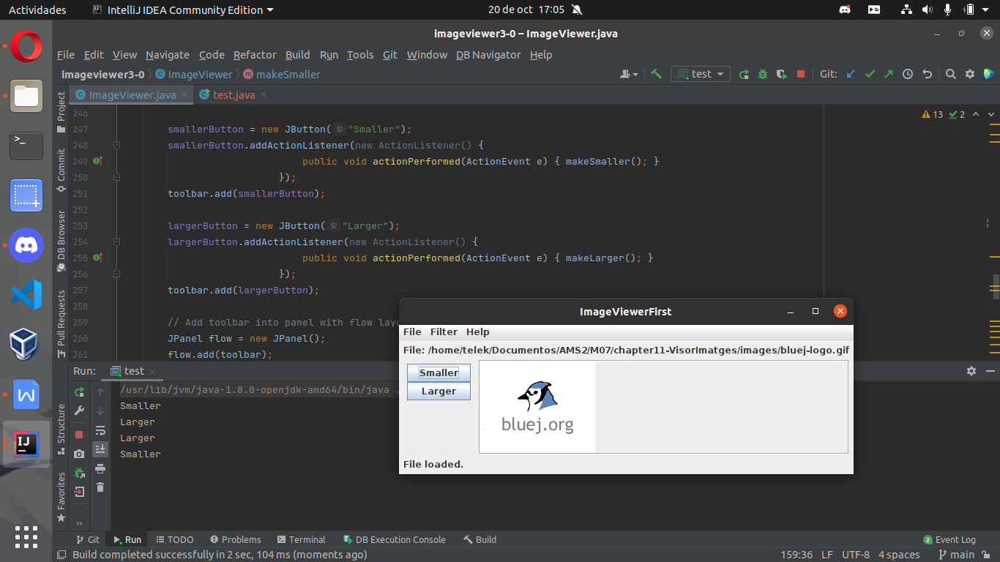 Actividades
IntelliJ IDEA Community Edition
20 de oct 17:05
imageviewer3-0 – ImageViewer.java
File Edit View Navigate Code Refactor Build Run Tools Git Window DB Navigator Help
imageviewer3-0 ImageViewer makeSmaller
test
Git:
ImageViewer.java test.java
Project
Commit
DB Browser
Pull Requests
Structure
Favorites
13 2
246
247 smallerButton = new JButton( s: "Smaller");
248 smallerButton.addActionListener(new ActionListener() {
249 public void actionPerformed(ActionEvent e) { makeSmaller(); }
250 });
251 toolbar.add(smallerButton);
252
253 largerButton = new JButton( s: "Larger");
254 largerButton.addActionListener(new ActionListener() {
255 public void actionPerformed(ActionEvent e) { makeLarger(); }
256 });
257 toolbar.add(largerButton);
258
259 // Add toolbar into panel with flow layo
260 JPanel flow = new JPanel();
261 flow.add(toolbar);
Run: test
/usr/lib/jvm/java-1.8.0-openjdk-amd64/bin/java .
Smaller
Larger
Larger
Smaller
ImageViewerFirst
File Filter Help
File: /home/telek/Documentos/AMS2/M07/chapter11-VisorImatges/images/bluej-logo.gif
Smaller
Larger
bluej.org
File loaded.
Git Run TODO Problems Terminal DB Execution Console Build
2 Event Log
Build completed successfully in 2 sec, 104 ms (moments ago)
159:36 LF UTF-8 4 spaces main